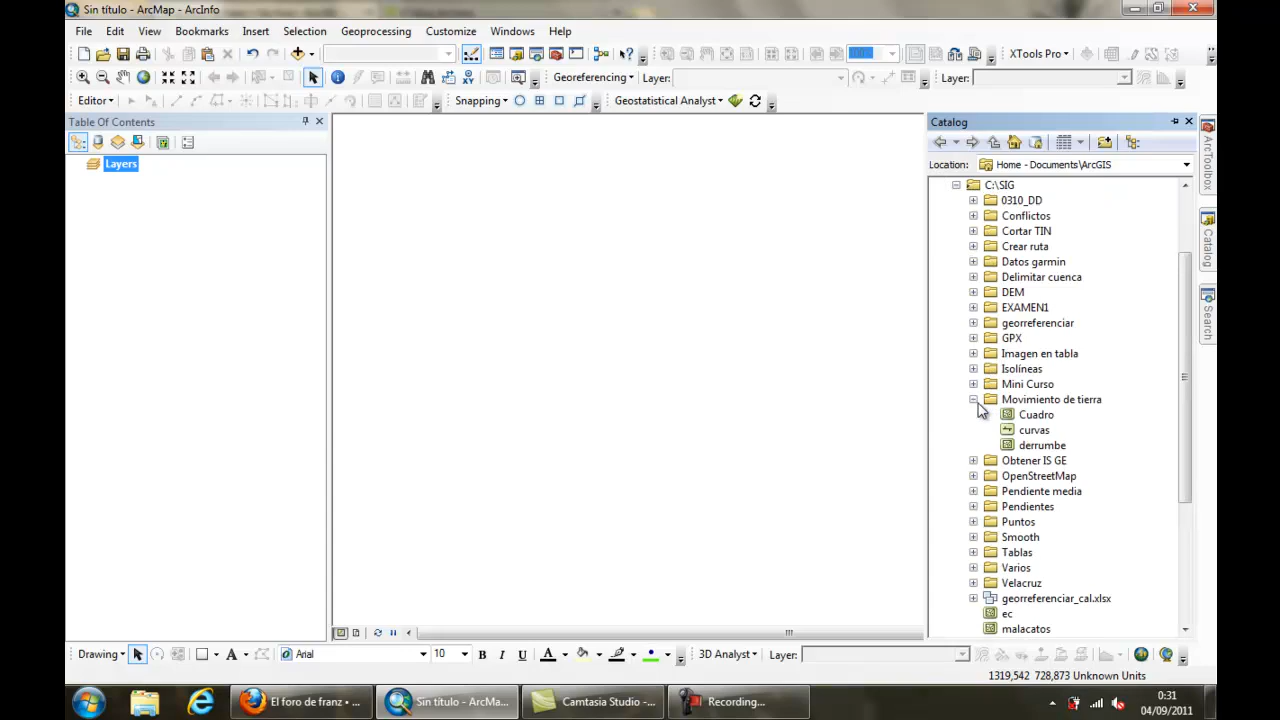 Sin título - ArcMap - ArcInfo
File Edit View Bookmarks Insert Selection Geoprocessing Customize Windows Help
XTools Pro
Georeferencing Layer: Layer:
Editor Snapping Geostatistical Analyst
Table Of Contents
Layers
Catalog
Location: Home - Documents\ArcGIS
C:\SIG
0310_DD
Conflictos
Cortar TIN
Crear ruta
Datos garmin
Delimitar cuenca
DEM
EXAMEN1
georreferenciar
GPX
Imagen en tabla
Isolíneas
Mini Curso
Movimiento de tierra
Cuadro
curvas
derrumbe
Obtener IS GE
OpenStreetMap
Pendiente media
Pendientes
Puntos
Smooth
Tablas
Varios
Velacruz
georreferenciar_cal.xlsx
ec
malacatos
ArcToolbox
Catalog
Search
Drawing A Arial 10 B I U A 3D Analyst Layer:
1319,542 728,873 Unknown Units
El foro de franz • ... Sin título - ArcMa... Camtasia Studio -... Recording...
0:31
04/09/2011